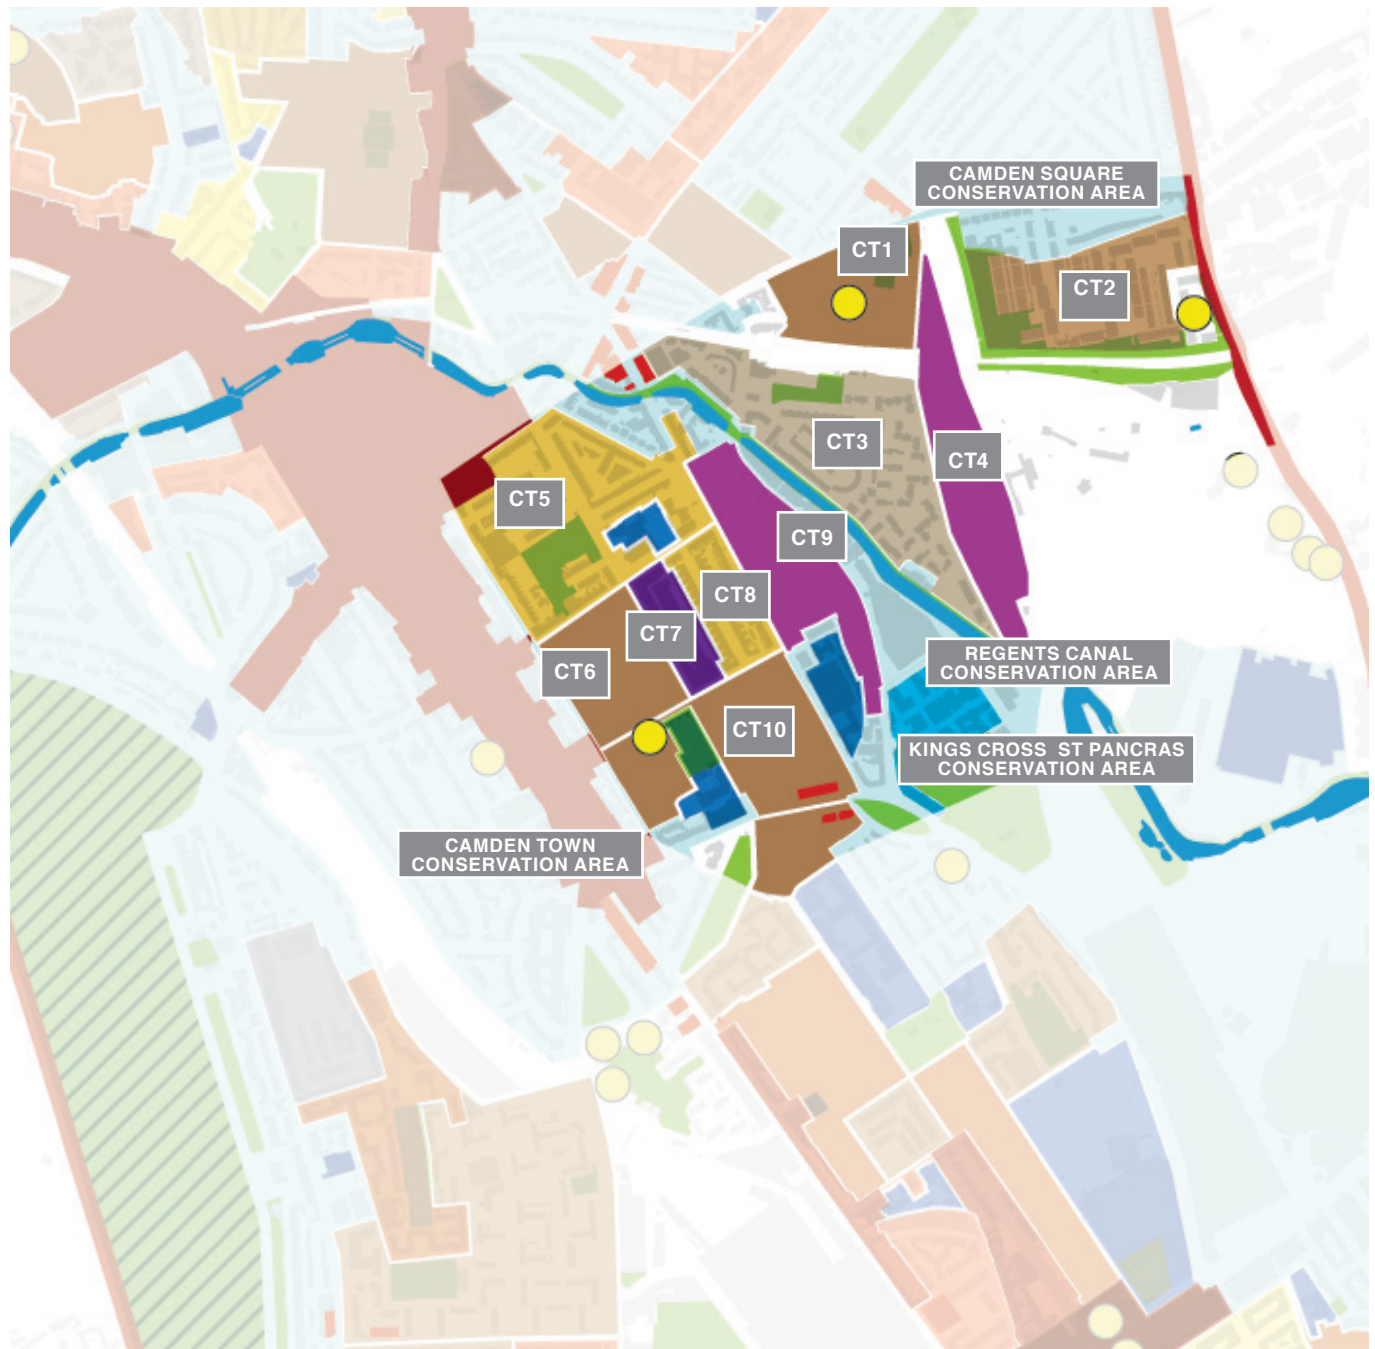 CAMDEN SQUARE
CONSERVATION AREA
CT1
CT2
CT3
CT4
CT5
CT9
CT8
CT7
CT6
REGENTS CANAL
CONSERVATION AREA
CT10
KINGS CROSS ST PANCRAS
CONSERVATION AREA
CAMDEN TOWN
CONSERVATION AREA